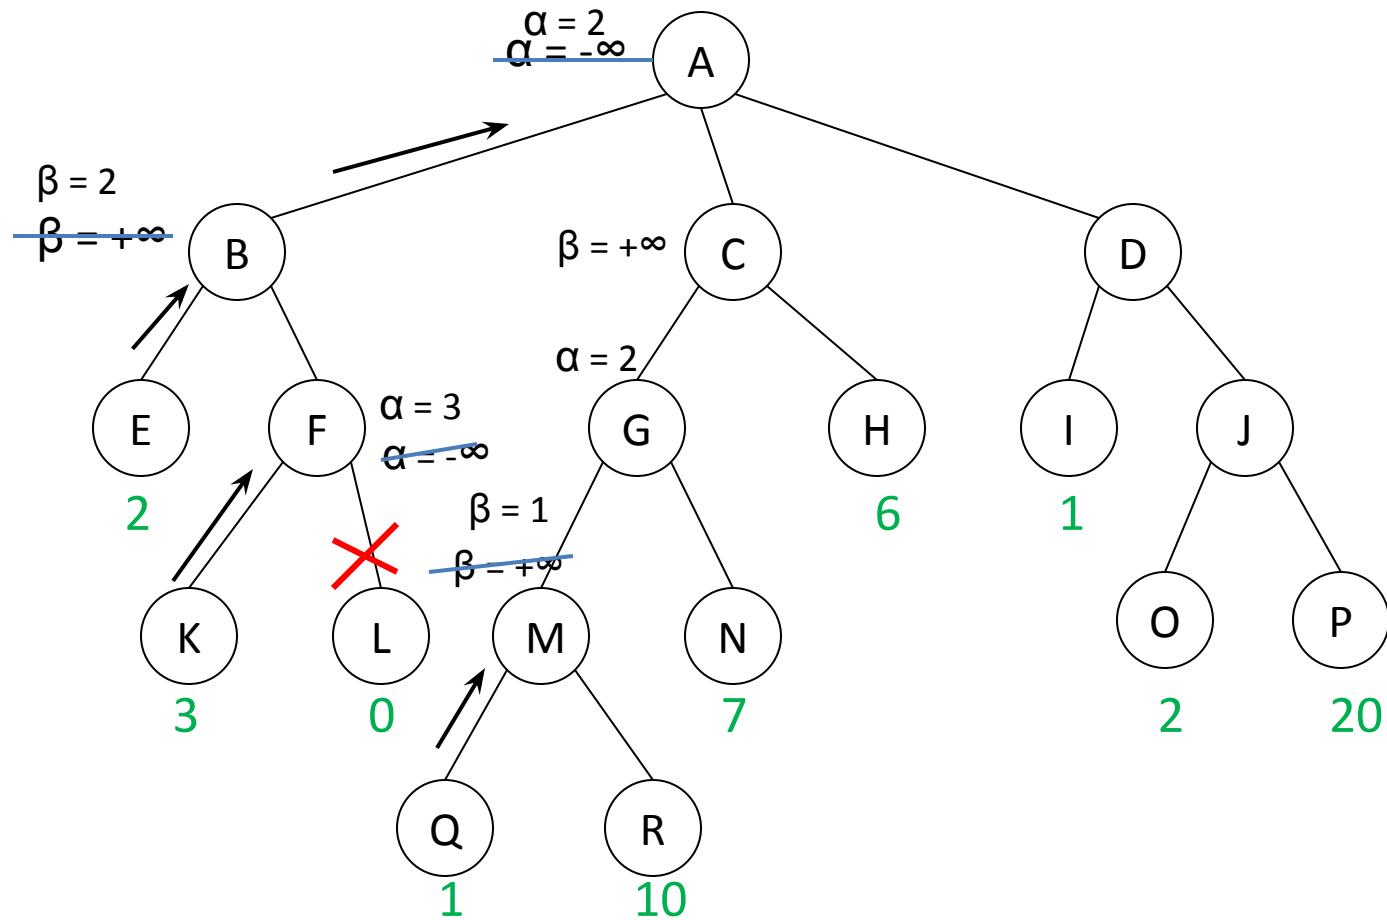 α = 2
α = -∞
A
β = 2
β = +∞
B
β = +∞
C
D
α = 2
E
F
α = 3
α = -∞
G
H
I
J
2
β = 1
6
1
β = +∞
K
L
M
N
O
P
3
0
7
2
20
Q
R
1
10